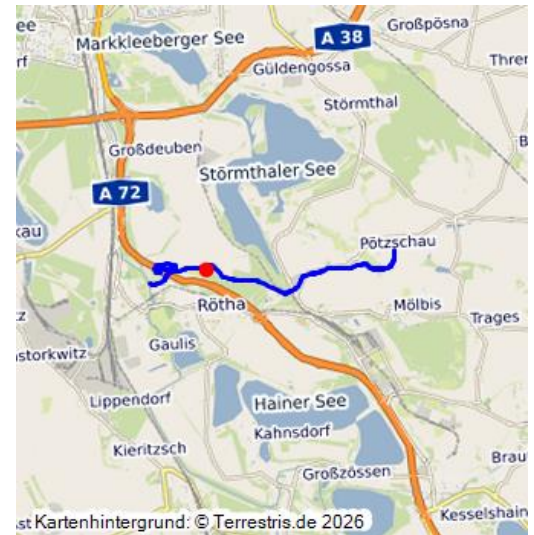 Großpösna
Markkleeberger See
A 38
Güldengossa
Störmthal
Großdeuben
Störmthaler See
A 72
Pötzschau
Rötha
Mölbis
Trages
Gaulis
Lippendorf
Hainer See
Kahnsdorf
Kieritzsch
Großzössen
Kesselshain
Kartenhintergrund: © Terrestris.de 2026